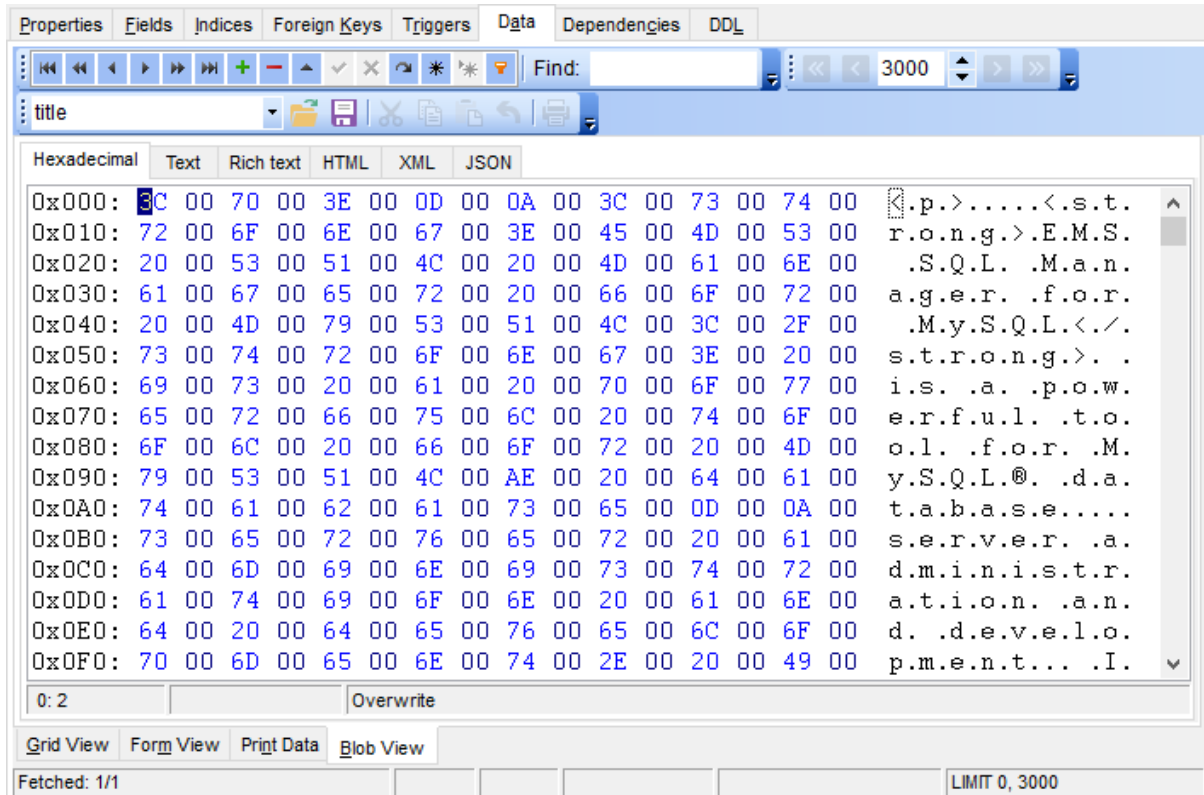 Properties Fields Indices Foreign Keys Triggers Data Dependencies DDL
Find: 3000
title
Hexadecimal Text Rich text HTML XML JSON
0x000: 3C 00 70 00 3E 00 0D 00 0A 00 3C 00 73 00 74 00 <.p.>.....<.s.t.
0x010: 72 00 6F 00 6E 00 67 00 3E 00 45 00 4D 00 53 00 r.o.n.g.>.E.M.S.
0x020: 20 00 53 00 51 00 4C 00 20 00 4D 00 61 00 6E 00 .S.Q.L. .M.a.n.
0x030: 61 00 67 00 65 00 72 00 20 00 66 00 6F 00 72 00 a.g.e.r. .f.o.r.
0x040: 20 00 4D 00 79 00 53 00 51 00 4C 00 3C 00 2F 00 .M.y.S.Q.L.<./.
0x050: 73 00 74 00 72 00 6F 00 6E 00 67 00 3E 00 20 00 s.t.r.o.n.g.>. .
0x060: 69 00 73 00 20 00 61 00 20 00 70 00 6F 00 77 00 i.s. .a. .p.o.w.
0x070: 65 00 72 00 66 00 75 00 6C 00 20 00 74 00 6F 00 e.r.f.u.l. .t.o.
0x080: 6F 00 6C 00 20 00 66 00 6F 00 72 00 20 00 4D 00 o.l. .f.o.r. .M.
0x090: 79 00 53 00 51 00 4C 00 AE 00 20 00 64 00 61 00 y.S.Q.L.®. .d.a.
0x0A0: 74 00 61 00 62 00 61 00 73 00 65 00 0D 00 0A 00 t.a.b.a.s.e.....
0x0B0: 73 00 65 00 72 00 76 00 65 00 72 00 20 00 61 00 s.e.r.v.e.r. .a.
0x0C0: 64 00 6D 00 69 00 6E 00 69 00 73 00 74 00 72 00 d.m.i.n.i.s.t.r.
0x0D0: 61 00 74 00 69 00 6F 00 6E 00 20 00 61 00 6E 00 a.t.i.o.n. .a.n.
0x0E0: 64 00 20 00 64 00 65 00 76 00 65 00 6C 00 6F 00 d. .d.e.v.e.l.o.
0x0F0: 70 00 6D 00 65 00 6E 00 74 00 2E 00 20 00 49 00 p.m.e.n.t... .I.
0: 2 Overwrite
Grid View Form View Print Data Blob View
Fetched: 1/1 LIMIT 0, 3000